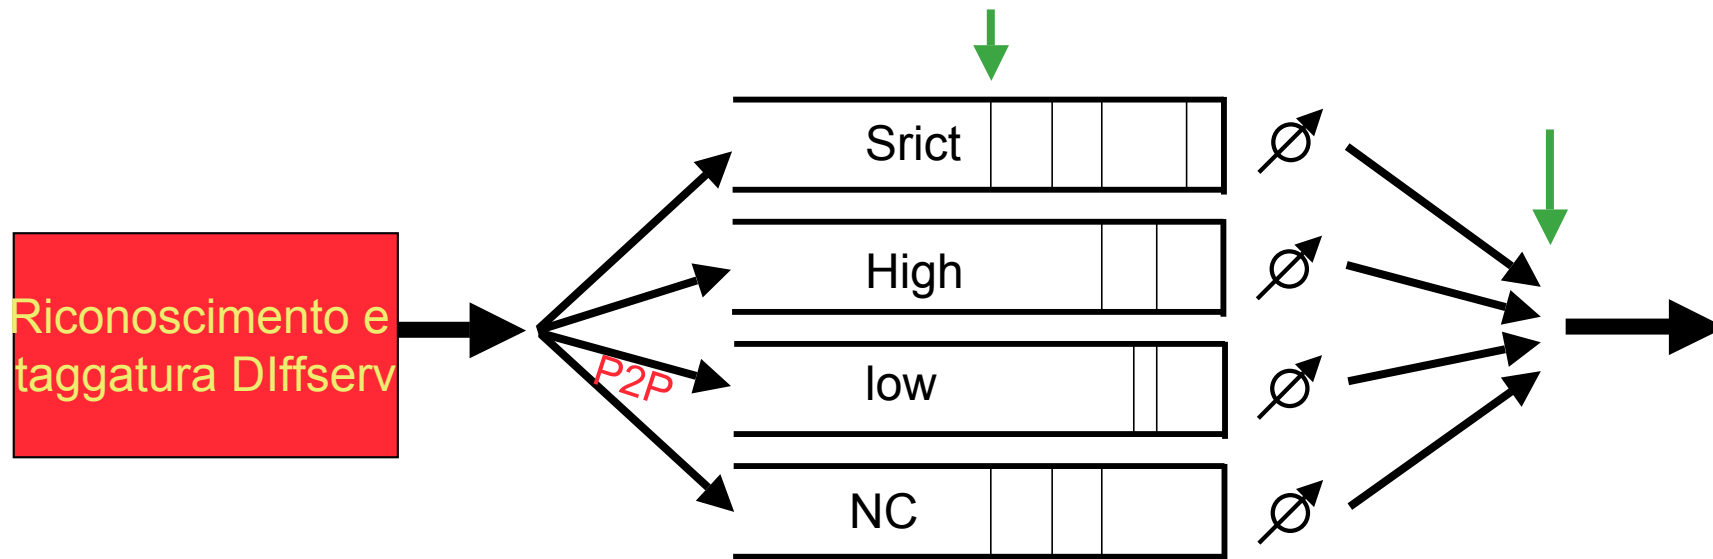 Srict
High
Riconoscimento e
taggatura DIffserv
P2P
low
NC